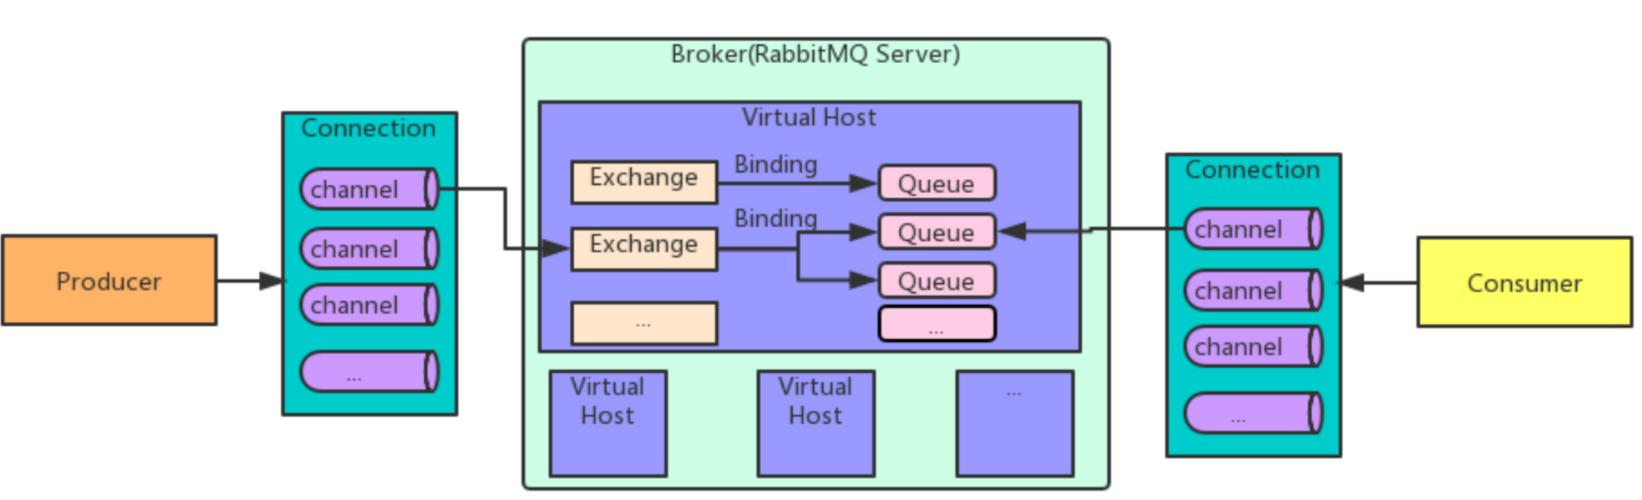 Broker(RabbitMQ Server)
Virtual Host
Connection
channel
channel
channel
...
Producer
Exchange
Binding
Queue
Exchange
Binding
Queue
Queue
...
...
Virtual
Host
Virtual
Host
...
Connection
channel
channel
channel
...
Consumer